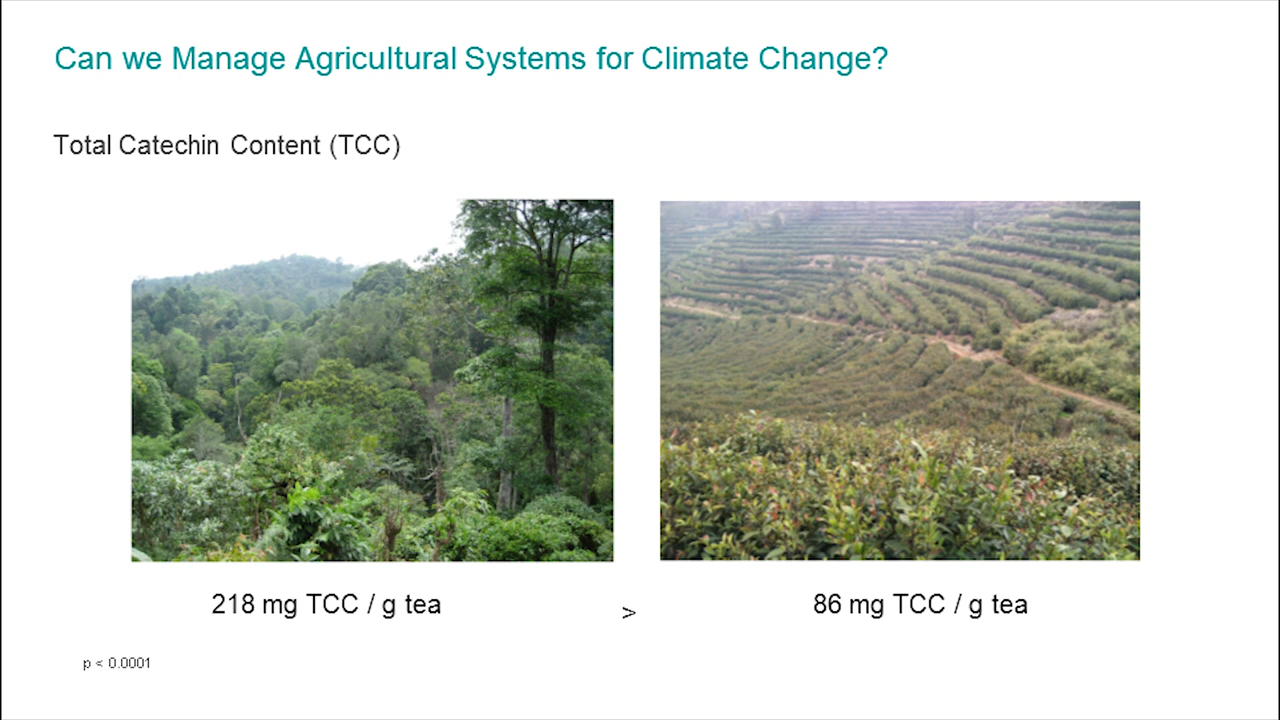 Can we Manage Agricultural Systems for Climate Change?
Total Catechin Content (TCC)
218 mg TCC / g tea
>
86 mg TCC / g tea
p < 0.0001